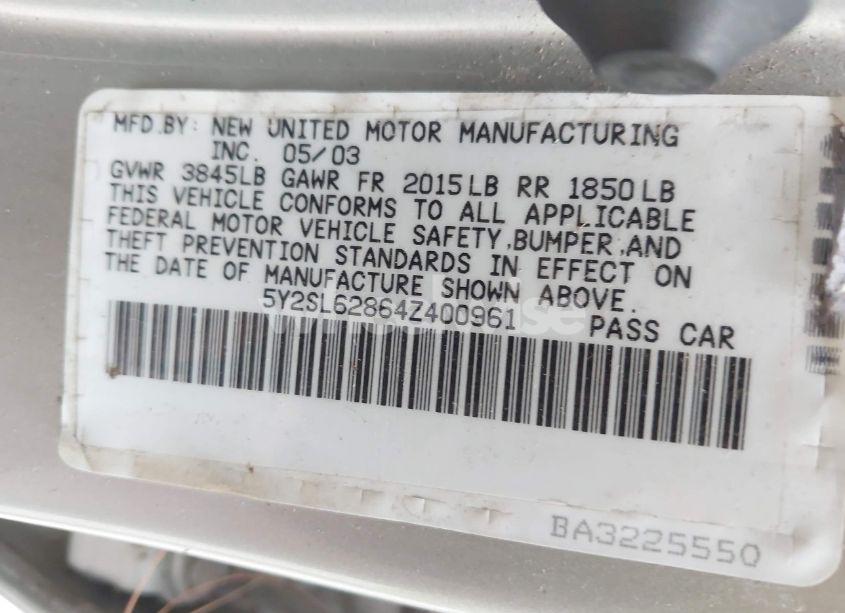 MFD.BY: NEW UNITED MOTOR MANUFACTURING
INC. 05/03
GVWR 3845LB GAWR FR 2015LB RR 1850LB
THIS VEHICLE CONFORMS TO ALL APPLICABLE
FEDERAL MOTOR VEHICLE SAFETY,BUMPER,AND
THEFT PREVENTION STANDARDS IN EFFECT ON
THE DATE OF MANUFACTURE SHOWN ABOVE.
5Y2SL62864Z400961 PASS CAR
BA3225550